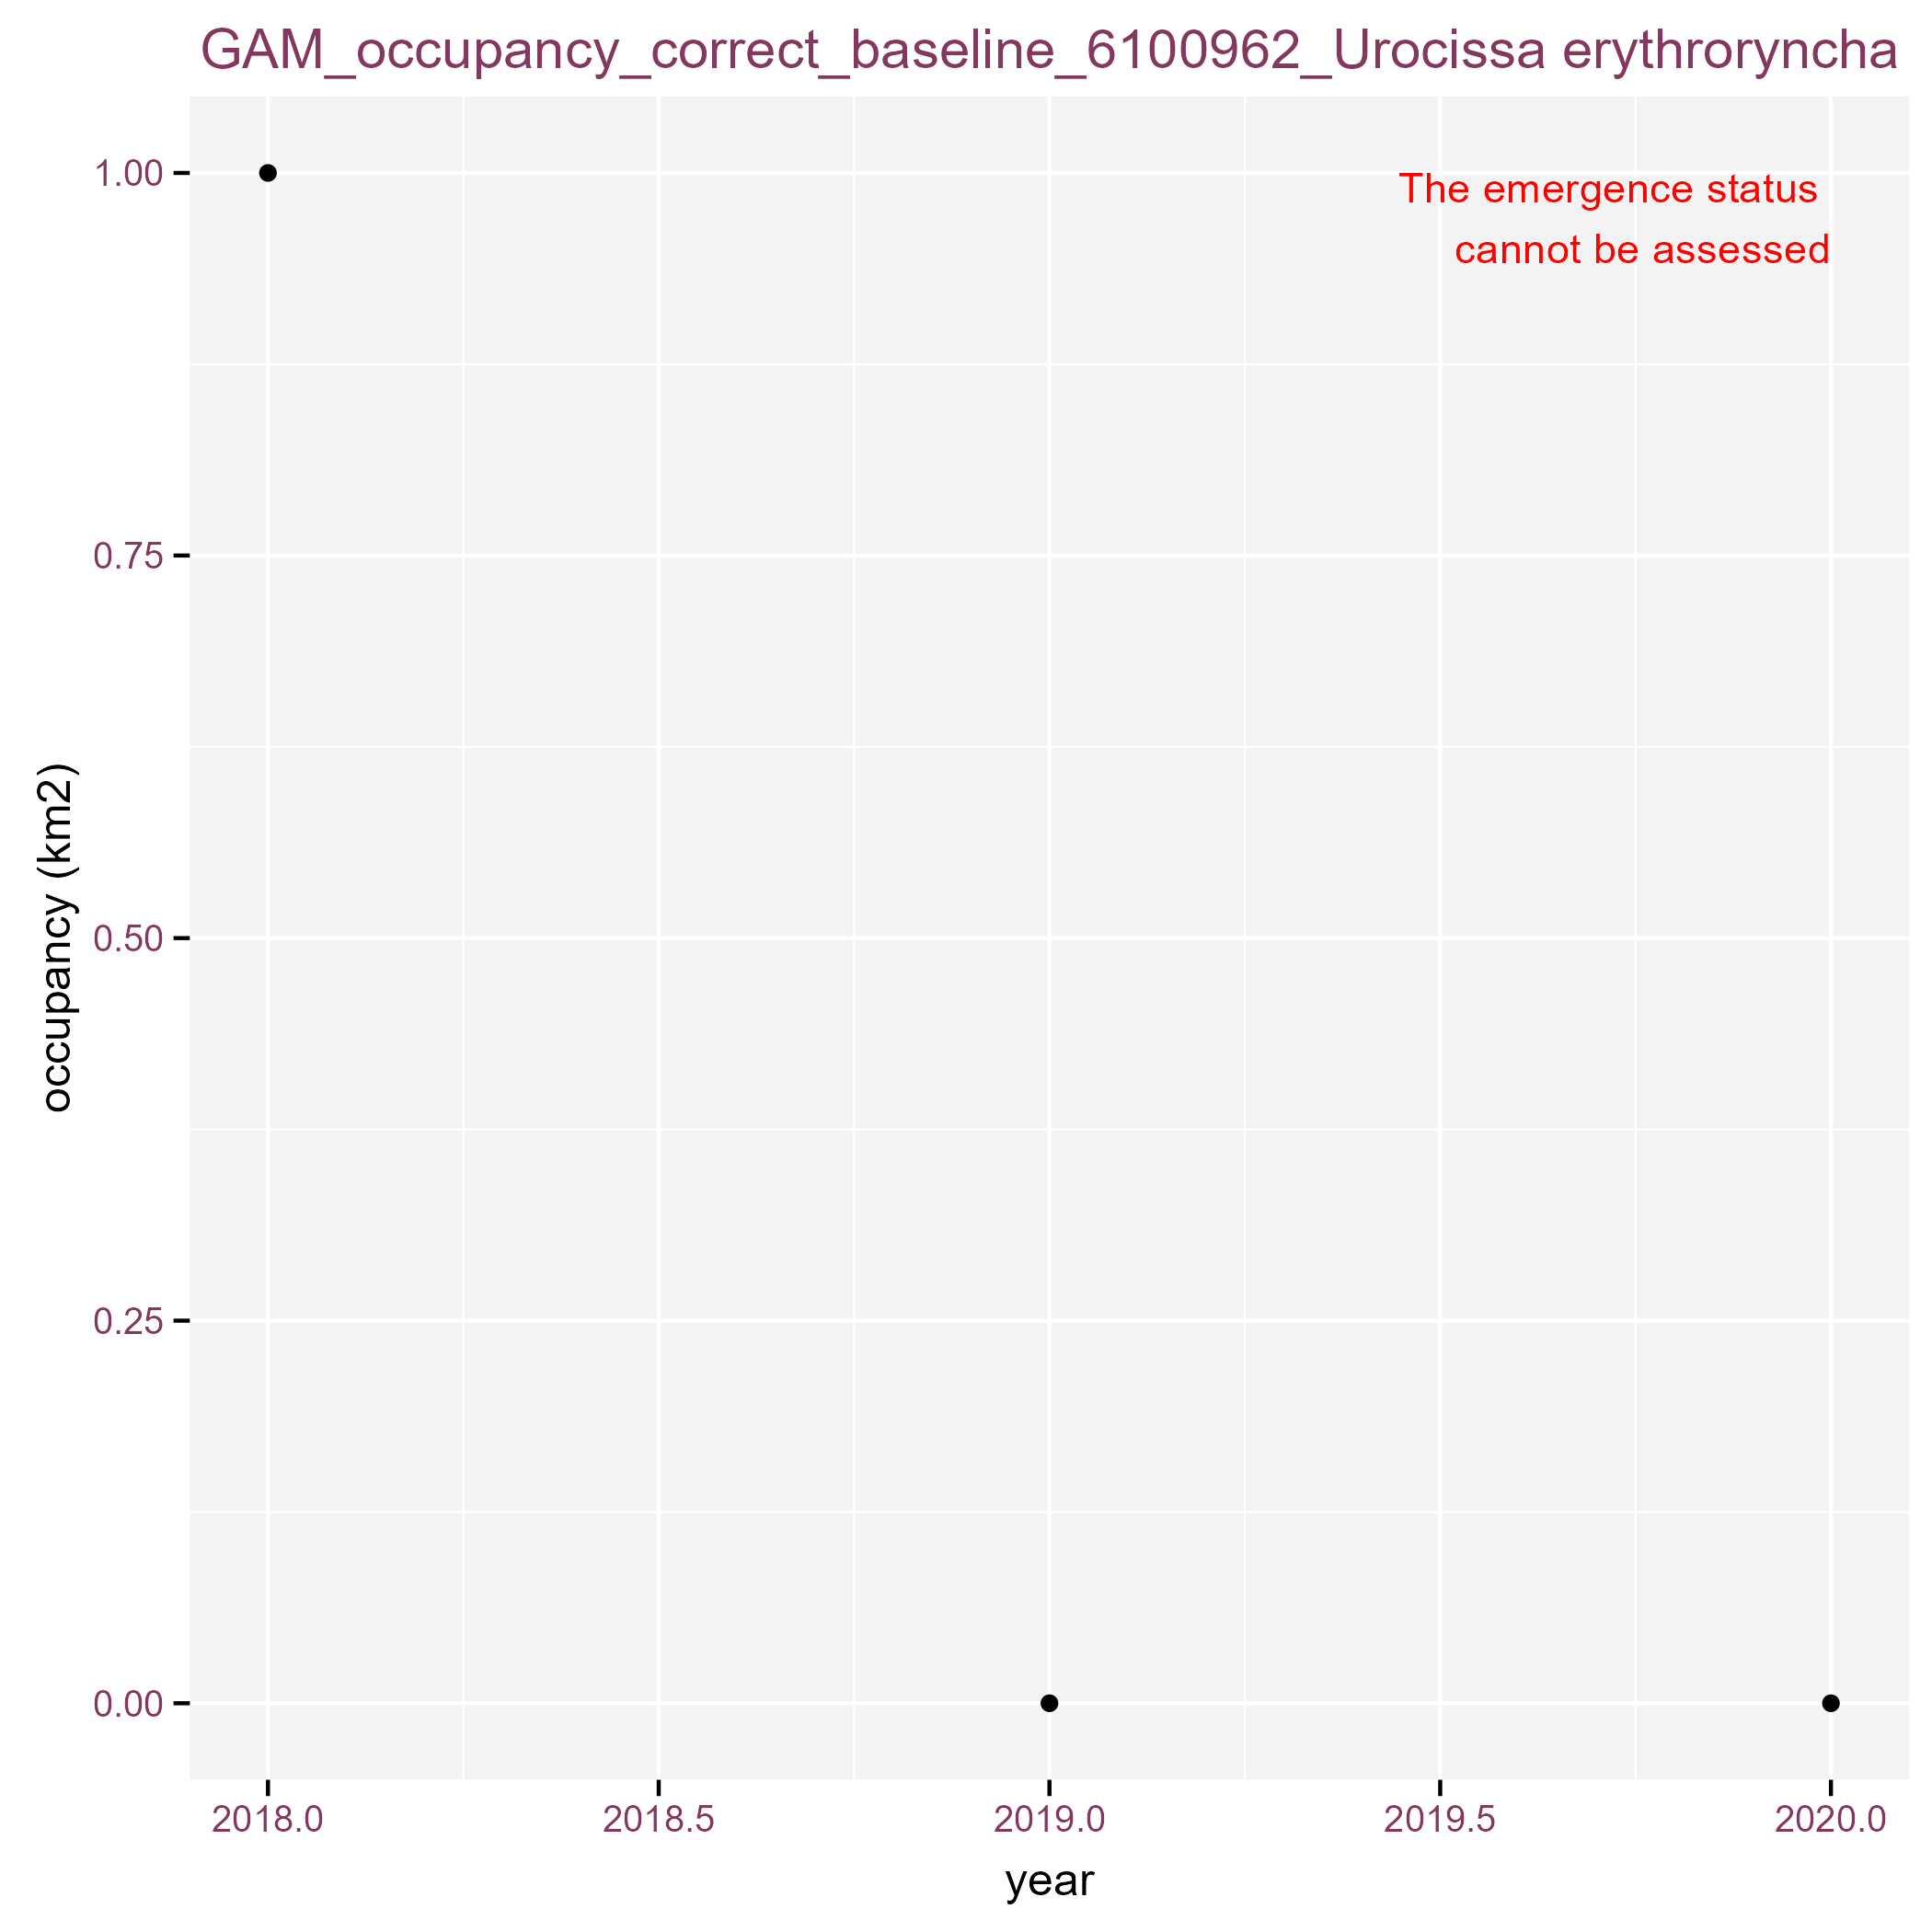 GAM_occupancy_correct_baseline_6100962_Urocissa erythroryncha
The emergence status
cannot be assessed
1.00
0.75
0.50
0.25
0.00
occupancy (km2)
2018.0 2018.5 2019.0 2019.5 2020.0
year